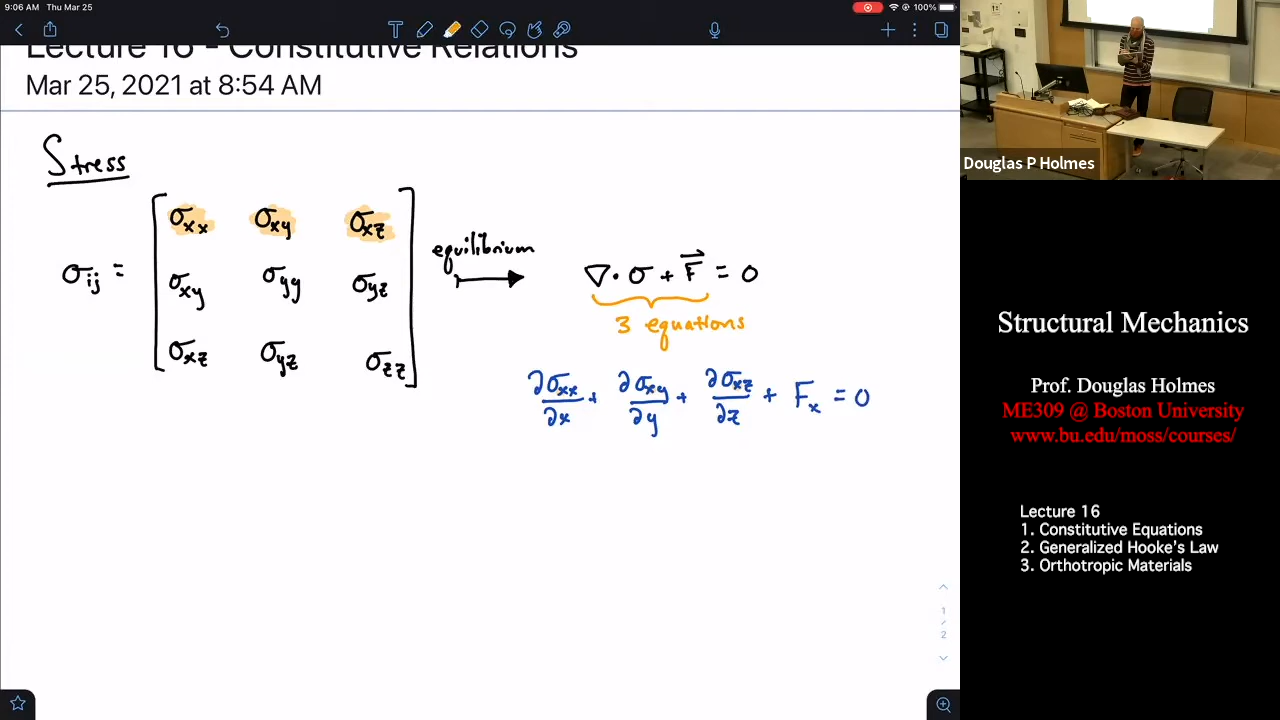 9:06 AM Thu Mar 25
100%
Lecture 16 - Constitutive Relations
Mar 25, 2021 at 8:54 AM
Stress
σij = [ σxx σxy σxz
σxy σyy σyz
σxz σyz σzz ]
equilibrium
∇·σ + F⃗ = 0
3 equations
∂σxx/∂x + ∂σxy/∂y + ∂σxz/∂z + Fx = 0
1
/
2
Douglas P Holmes
Structural Mechanics
Prof. Douglas Holmes
ME309 @ Boston University
www.bu.edu/moss/courses/
Lecture 16
1. Constitutive Equations
2. Generalized Hooke's Law
3. Orthotropic Materials